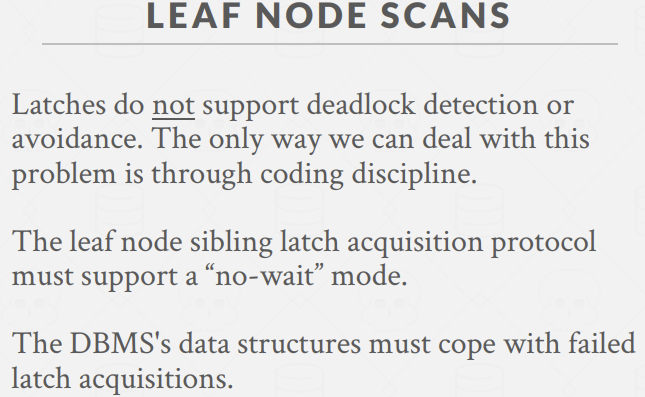 LEAF NODE SCANS
Latches do not support deadlock detection or
avoidance. The only way we can deal with this
problem is through coding discipline.
The leaf node sibling latch acquisition protocol
must support a “no-wait” mode.
The DBMS's data structures must cope with failed
latch acquisitions.